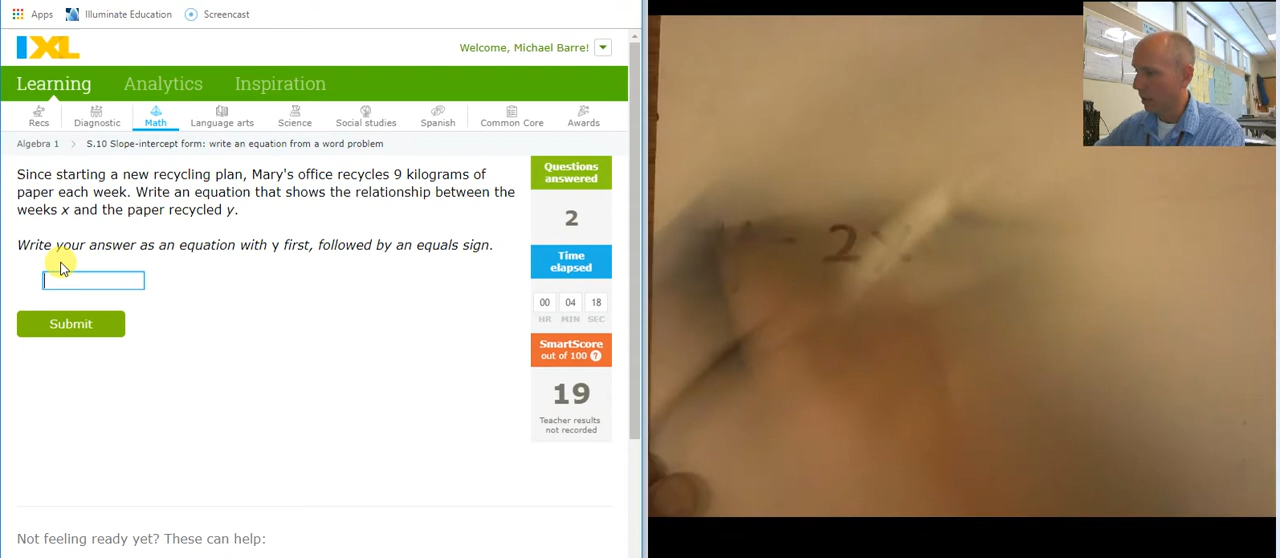 Apps Illuminate Education Screencast
IXL
Welcome, Michael Barre!
Learning Analytics Inspiration
Recs Diagnostic Math Language arts Science Social studies Spanish Common Core Awards
Algebra 1 > S.10 Slope-intercept form: write an equation from a word problem
Since starting a new recycling plan, Mary's office recycles 9 kilograms of
paper each week. Write an equation that shows the relationship between the
weeks x and the paper recycled y.
Write your answer as an equation with y first, followed by an equals sign.
Submit
Questions
answered
2
Time
elapsed
00 04 18
HR MIN SEC
SmartScore
out of 100 ?
19
Teacher results
not recorded
Not feeling ready yet? These can help:
2